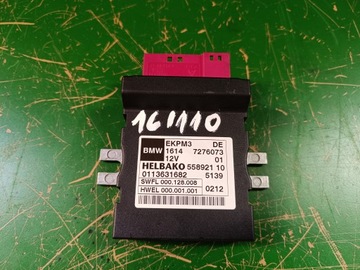 161110
BMW EKPM3 DE
1614 7276073
12V 01
HELBAKO 558921 10
0113631682 5139
SWFL 000.128.008
HWEL 000.001.001 0212